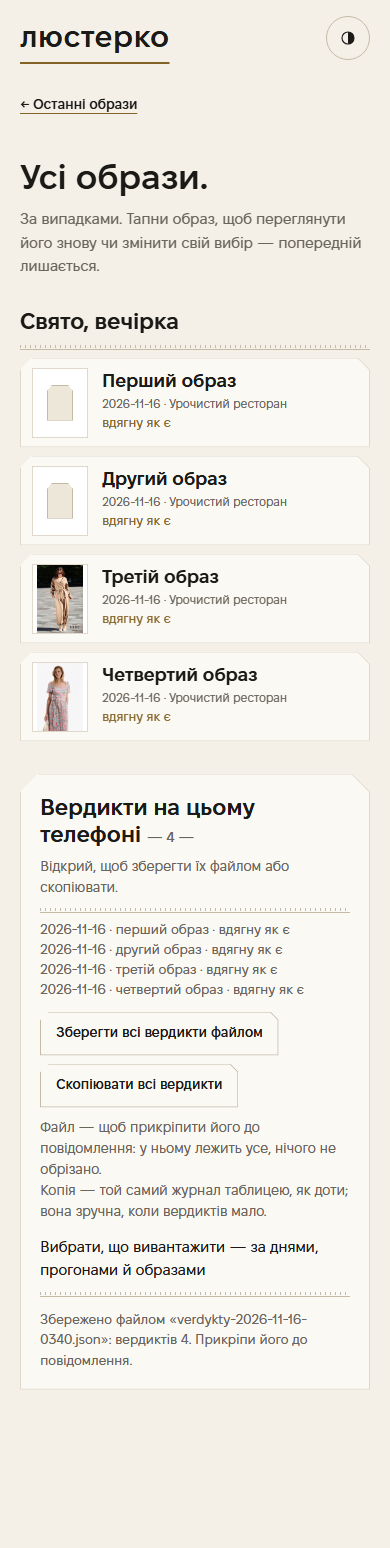 люстерко
← Останні образи
Усі образи.
За випадками. Тапни образ, щоб переглянути
його знову чи змінити свій вибір — попередній
лишається.
Свято, вечірка
Перший образ
2026-11-16 · Урочистий ресторан
вдягну як є
Другий образ
2026-11-16 · Урочистий ресторан
вдягну як є
Третій образ
2026-11-16 · Урочистий ресторан
вдягну як є
Четвертий образ
2026-11-16 · Урочистий ресторан
вдягну як є
Вердикти на цьому
телефоні — 4 —
Відкрий, щоб зберегти їх файлом або
скопіювати.
2026-11-16 · перший образ · вдягну як є
2026-11-16 · другий образ · вдягну як є
2026-11-16 · третій образ · вдягну як є
2026-11-16 · четвертий образ · вдягну як є
Зберегти всі вердикти файлом
Скопіювати всі вердикти
Файл — щоб прикріпити його до
повідомлення: у ньому лежить усе, нічого не
обрізано.
Копія — той самий журнал таблицею, як доти;
вона зручна, коли вердиктів мало.
Вибрати, що вивантажити — за днями,
прогонами й образами
Збережено файлом «verdykty-2026-11-16-
0340.json»: вердиктів 4. Прикріпи його до
повідомлення.